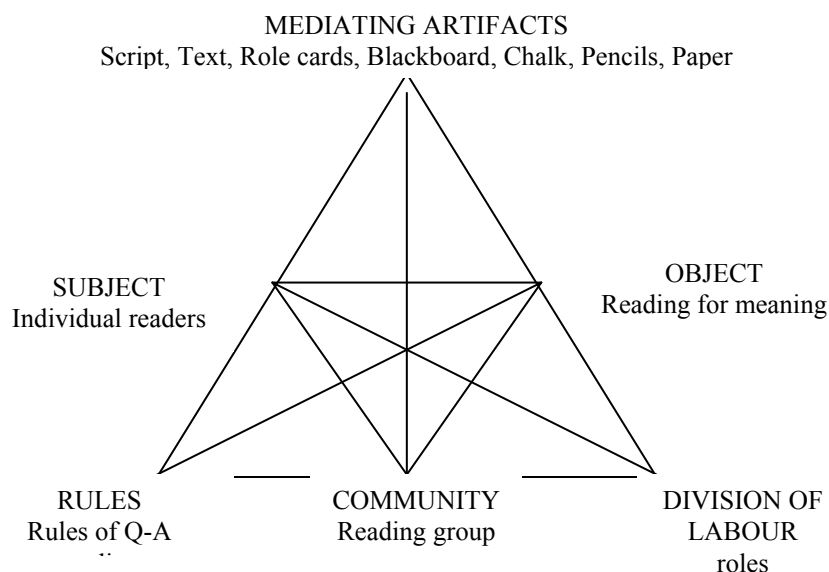 MEDIATING ARTIFACTS
Script, Text, Role cards, Blackboard, Chalk, Pencils, Paper
SUBJECT
Individual readers
OBJECT
Reading for meaning
RULES
Rules of Q-A
COMMUNITY
Reading group
DIVISION OF
LABOUR
roles